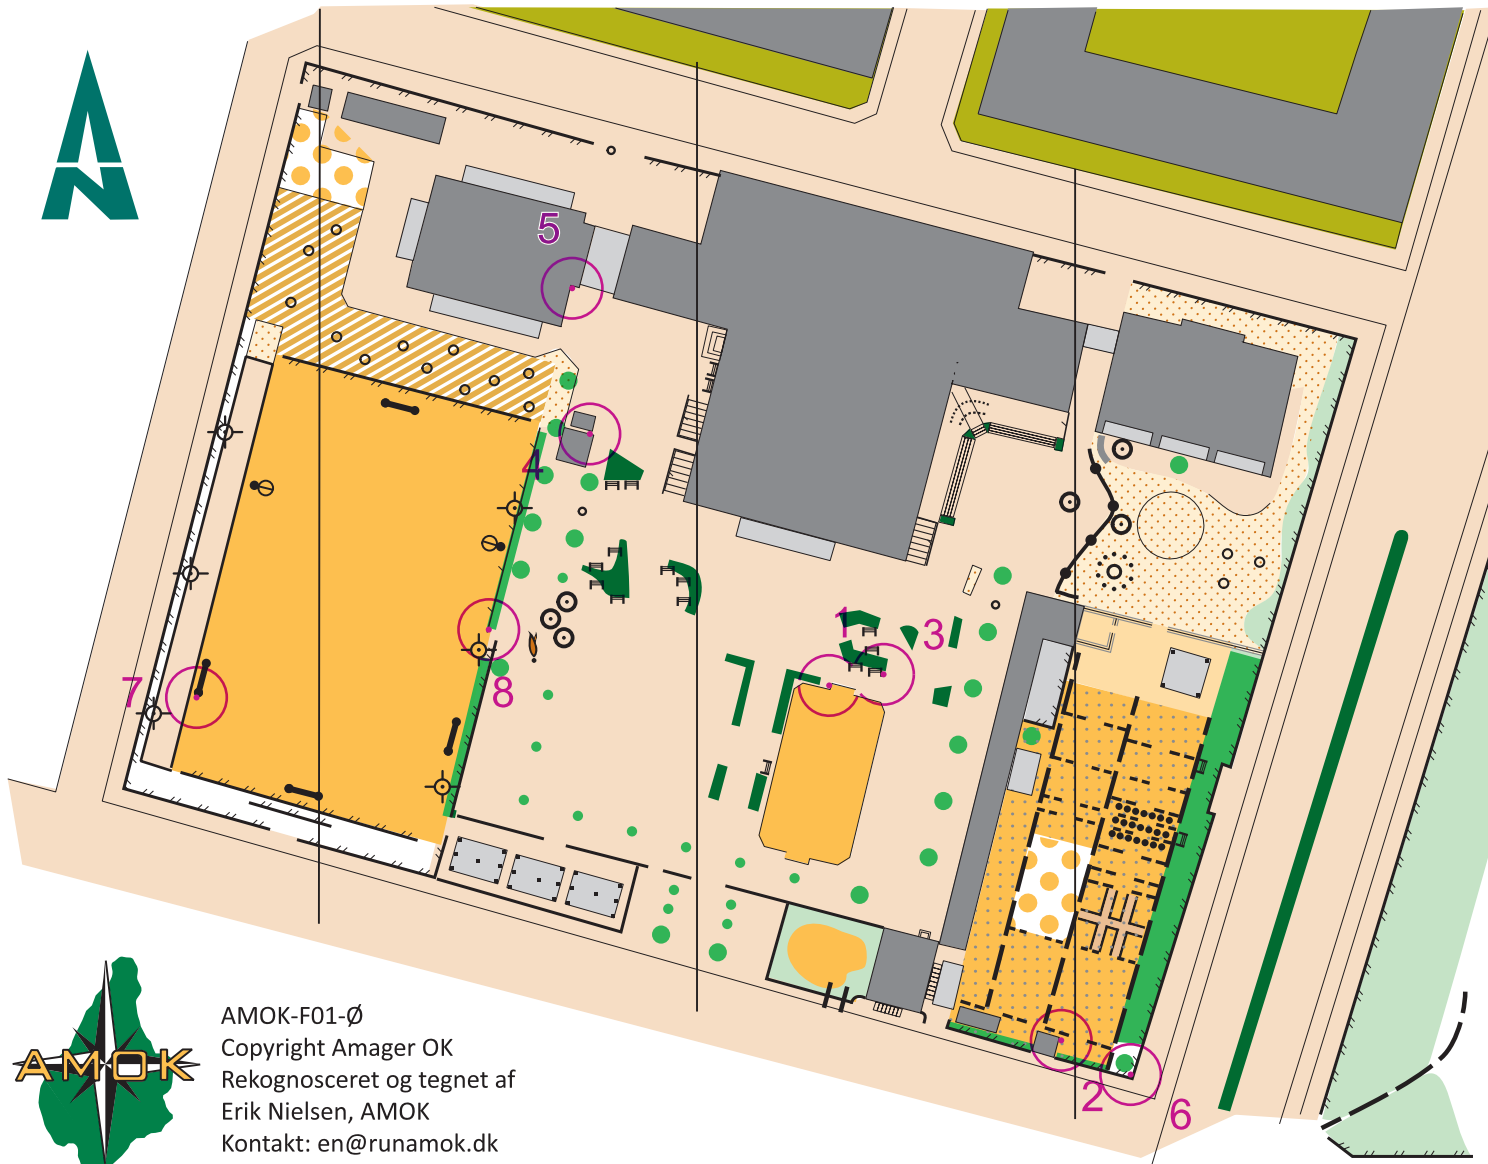 5
4
1
3
7
8
2
6
AMOK
AMOK-F01-Ø
Copyright Amager OK
Rekognosceret og tegnet af
Erik Nielsen, AMOK
Kontakt: en@runamok.dk